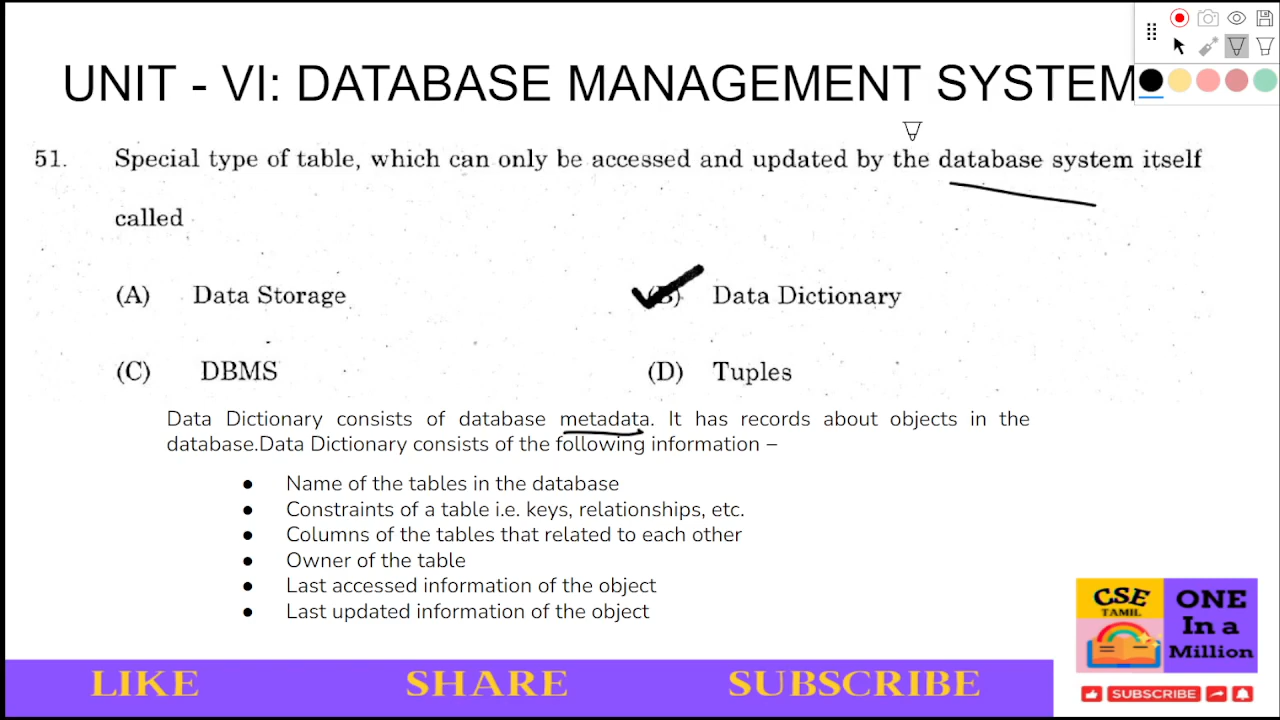 UNIT - VI: DATABASE MANAGEMENT SYSTEM
51. Special type of table, which can only be accessed and updated by the database system itself
called
(A) Data Storage (B) Data Dictionary
(C) DBMS (D) Tuples
Data Dictionary consists of database metadata. It has records about objects in the
database.Data Dictionary consists of the following information –
● Name of the tables in the database
● Constraints of a table i.e. keys, relationships, etc.
● Columns of the tables that related to each other
● Owner of the table
● Last accessed information of the object
● Last updated information of the object
CSE
TAMIL
ONE
In a
Million
SUBSCRIBE
LIKE SHARE SUBSCRIBE